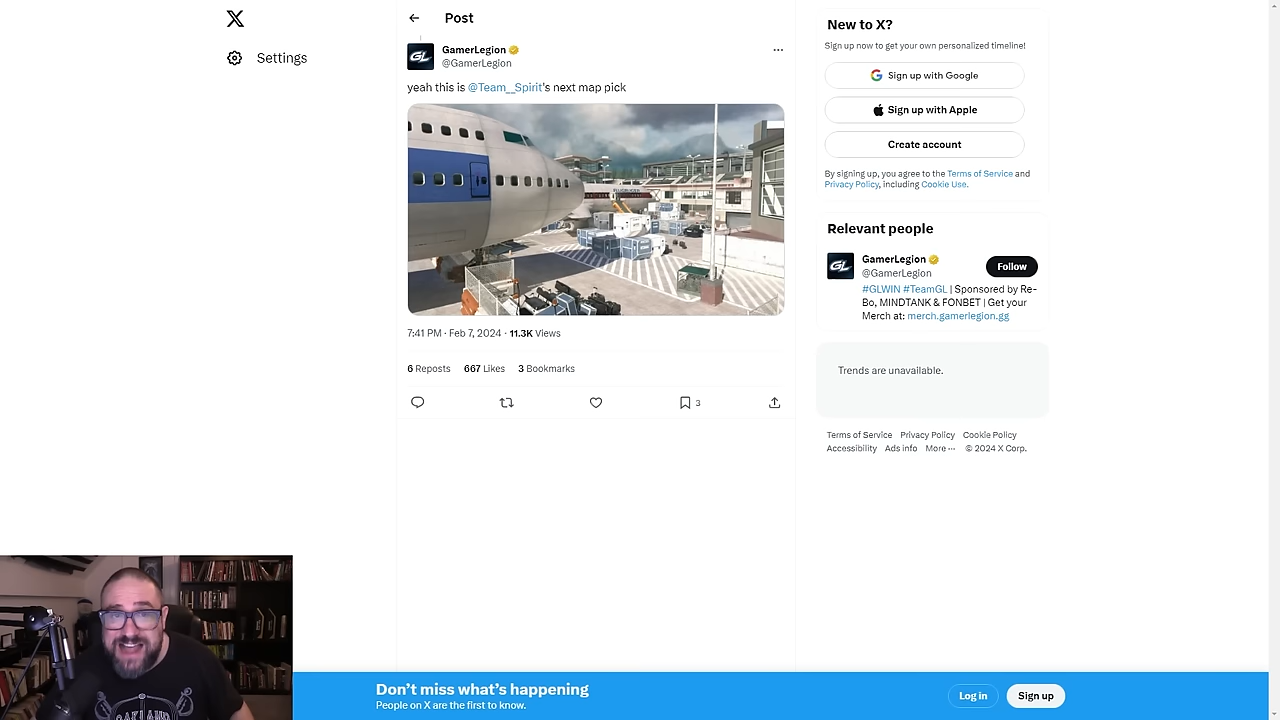 Post
Settings
GamerLegion
@GamerLegion
yeah this is @Team__Spirit's next map pick
7:41 PM · Feb 7, 2024 · 11.3K Views
6 Reposts 667 Likes 3 Bookmarks
3
New to X?
Sign up now to get your own personalized timeline!
Sign up with Google
Sign up with Apple
Create account
By signing up, you agree to the Terms of Service and
Privacy Policy, including Cookie Use.
Relevant people
GamerLegion
@GamerLegion
Follow
#GLWIN #TeamGL | Sponsored by Re-
Bo, MINDTANK & FONBET | Get your
Merch at: merch.gamerlegion.gg
Trends are unavailable.
Terms of Service Privacy Policy Cookie Policy
Accessibility Ads info More ··· © 2024 X Corp.
OAKLAND
Don't miss what's happening
People on X are the first to know.
Log in
Sign up